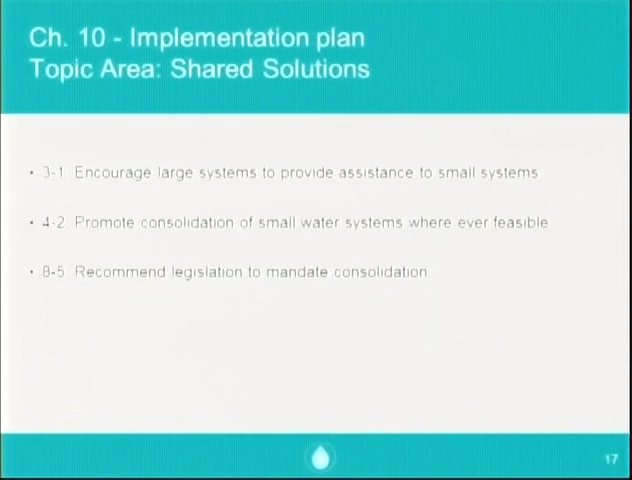 Ch. 10 - Implementation plan
Topic Area: Shared Solutions
• 3-1 Encourage large systems to provide assistance to small systems
• 4-2 Promote consolidation of small water systems where ever feasible
• 8-5 Recommend legislation to mandate consolidation
17